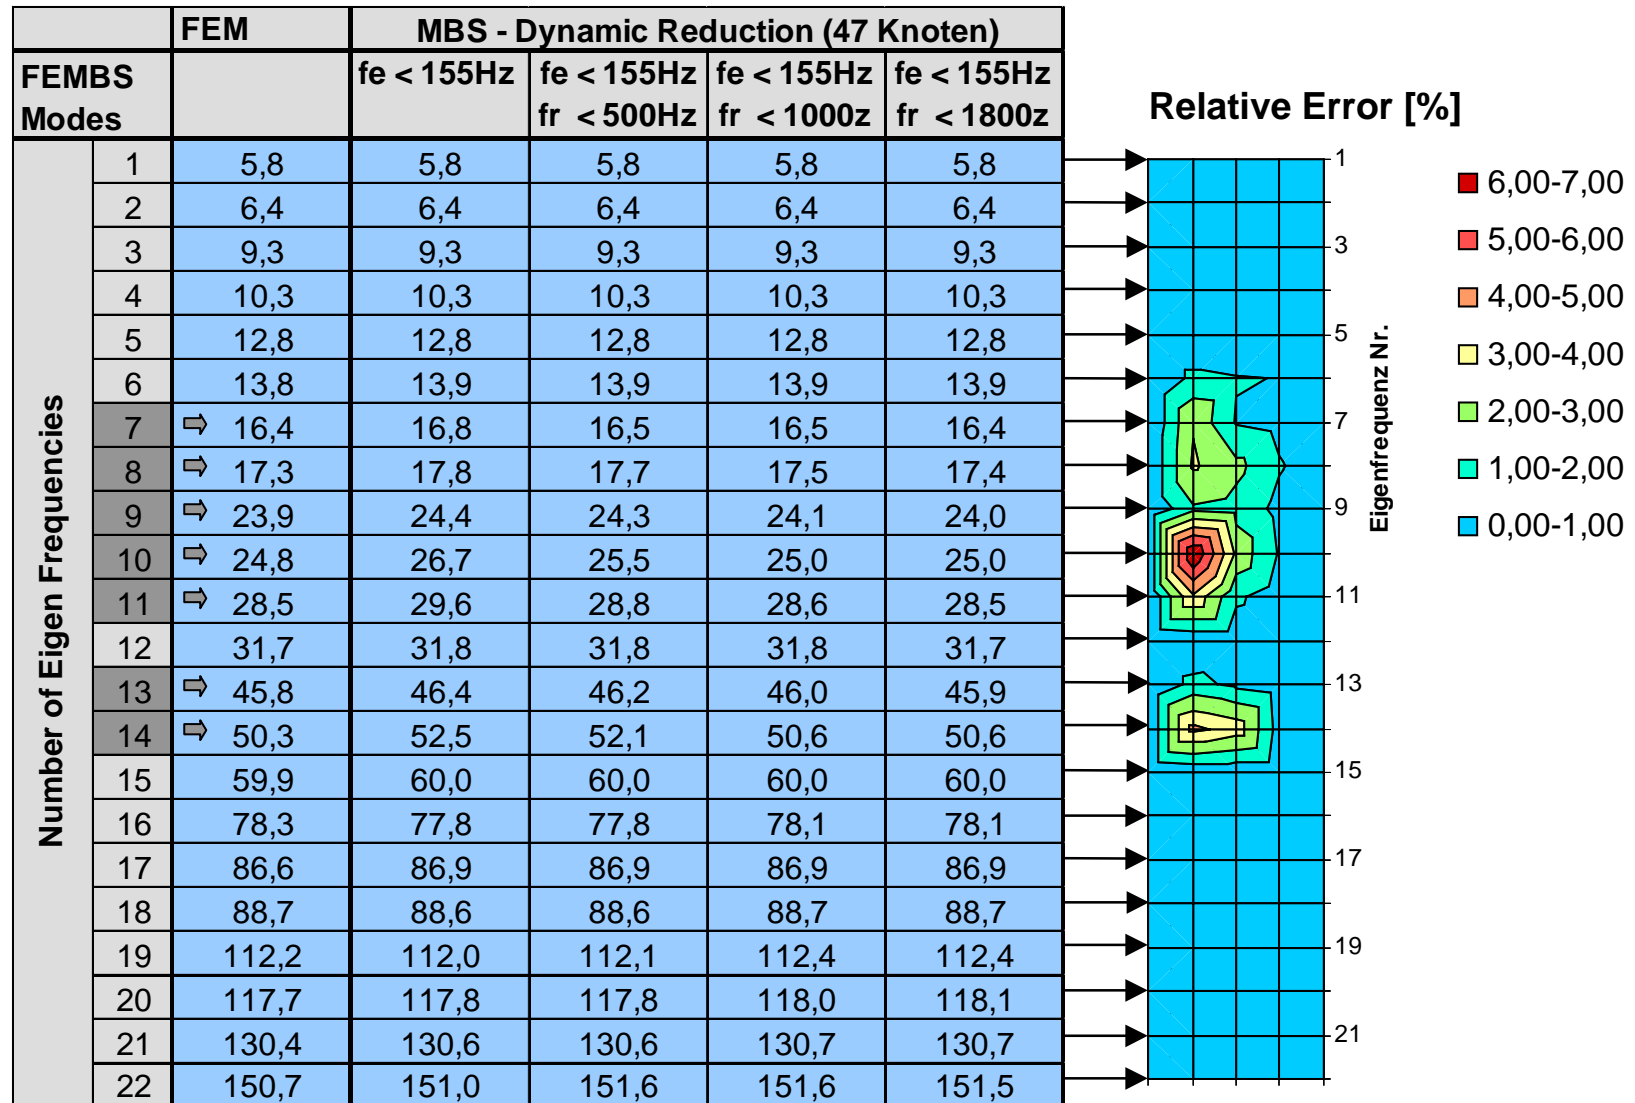 FEM MBS - Dynamic Reduction (47 Knoten)
FEMBS fe < 155Hz fe < 155Hz fe < 155Hz fe < 155Hz
Modes fr < 500Hz fr < 1000z fr < 1800z
Number of Eigen Frequencies
1 5,8 5,8 5,8 5,8 5,8
2 6,4 6,4 6,4 6,4 6,4
3 9,3 9,3 9,3 9,3 9,3
4 10,3 10,3 10,3 10,3 10,3
5 12,8 12,8 12,8 12,8 12,8
6 13,8 13,9 13,9 13,9 13,9
7 16,4 16,8 16,5 16,5 16,4
8 17,3 17,8 17,7 17,5 17,4
9 23,9 24,4 24,3 24,1 24,0
10 24,8 26,7 25,5 25,0 25,0
11 28,5 29,6 28,8 28,6 28,5
12 31,7 31,8 31,8 31,8 31,7
13 45,8 46,4 46,2 46,0 45,9
14 50,3 52,5 52,1 50,6 50,6
15 59,9 60,0 60,0 60,0 60,0
16 78,3 77,8 77,8 78,1 78,1
17 86,6 86,9 86,9 86,9 86,9
18 88,7 88,6 88,6 88,7 88,7
19 112,2 112,0 112,1 112,4 112,4
20 117,7 117,8 117,8 118,0 118,1
21 130,4 130,6 130,6 130,7 130,7
22 150,7 151,0 151,6 151,6 151,5
Relative Error [%]
1
3
5
7
9
11
13
15
17
19
21
Eigenfrequenz Nr.
6,00-7,00
5,00-6,00
4,00-5,00
3,00-4,00
2,00-3,00
1,00-2,00
0,00-1,00